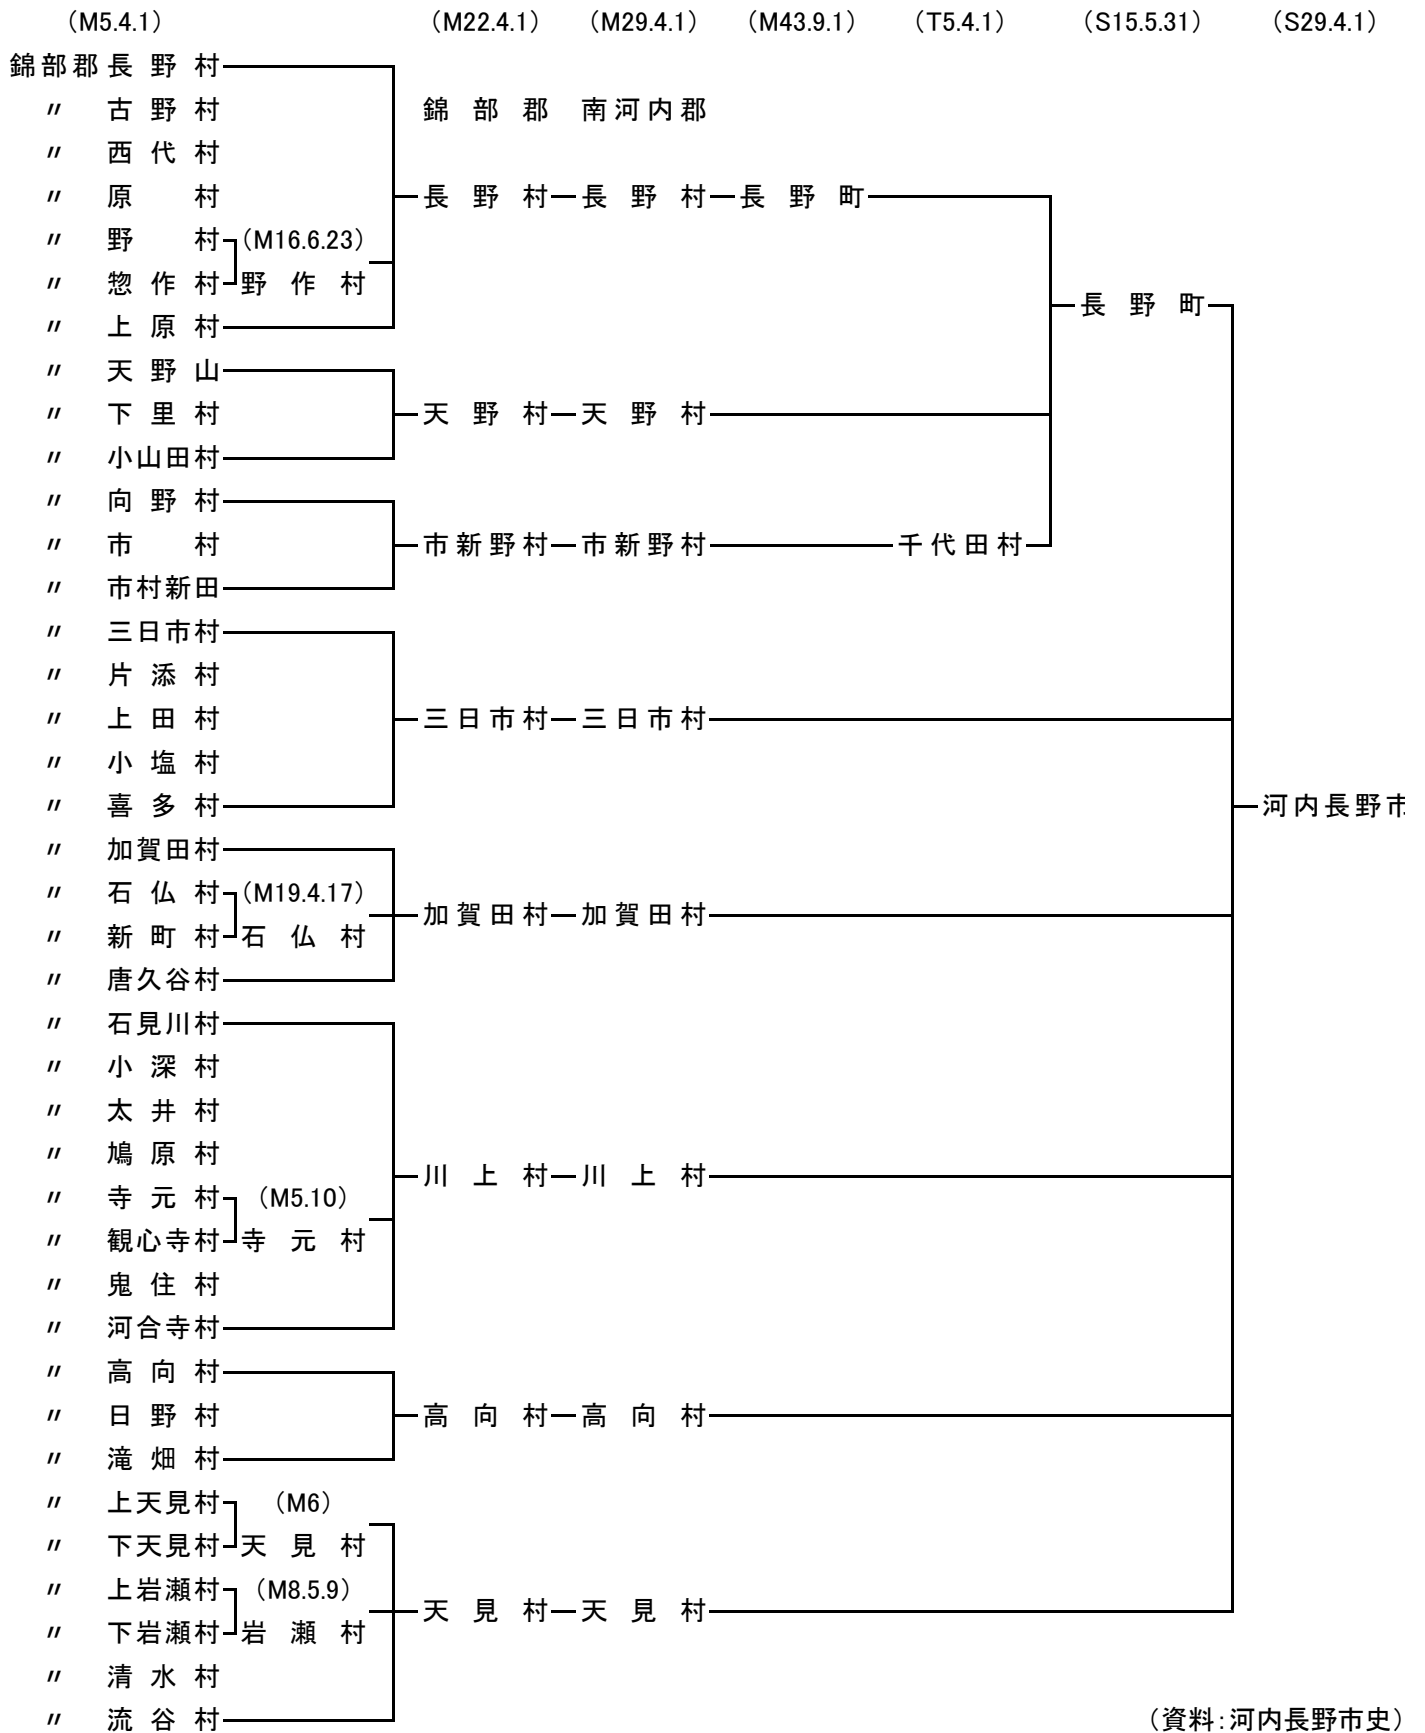 (M5.4.1) (M22.4.1) (M29.4.1) (M43.9.1) (T5.4.1) (S15.5.31) (S29.4.1)
錦部郡 長野村
〃 古野村 錦部郡 南河内郡
〃 西代村
〃 原村 長野村 長野村 長野町
〃 野村 (M16.6.23)
〃 惣作村 野作村
長野町
〃 上原村
〃 天野山
〃 下里村 天野村 天野村
〃 小山田村
〃 向野村
〃 市村 市新野村 市新野村 千代田村
〃 市村新田
〃 三日市村
〃 片添村
〃 上田村 三日市村 三日市村
〃 小塩村
〃 喜多村 河内長野市
〃 加賀田村
〃 石仏村 (M19.4.17)
加賀田村 加賀田村
〃 新町村 石仏村
〃 唐久谷村
〃 石見川村
〃 小深村
〃 太井村
〃 鳩原村
川上村 川上村
〃 寺元村 (M5.10)
〃 観心寺村 寺元村
〃 鬼住村
〃 河合寺村
〃 高向村
〃 日野村 高向村 高向村
〃 滝畑村
〃 上天見村 (M6)
〃 下天見村 天見村
〃 上岩瀬村 (M8.5.9)
天見村 天見村
〃 下岩瀬村 岩瀬村
〃 清水村
〃 流谷村 (資料:河内長野市史)